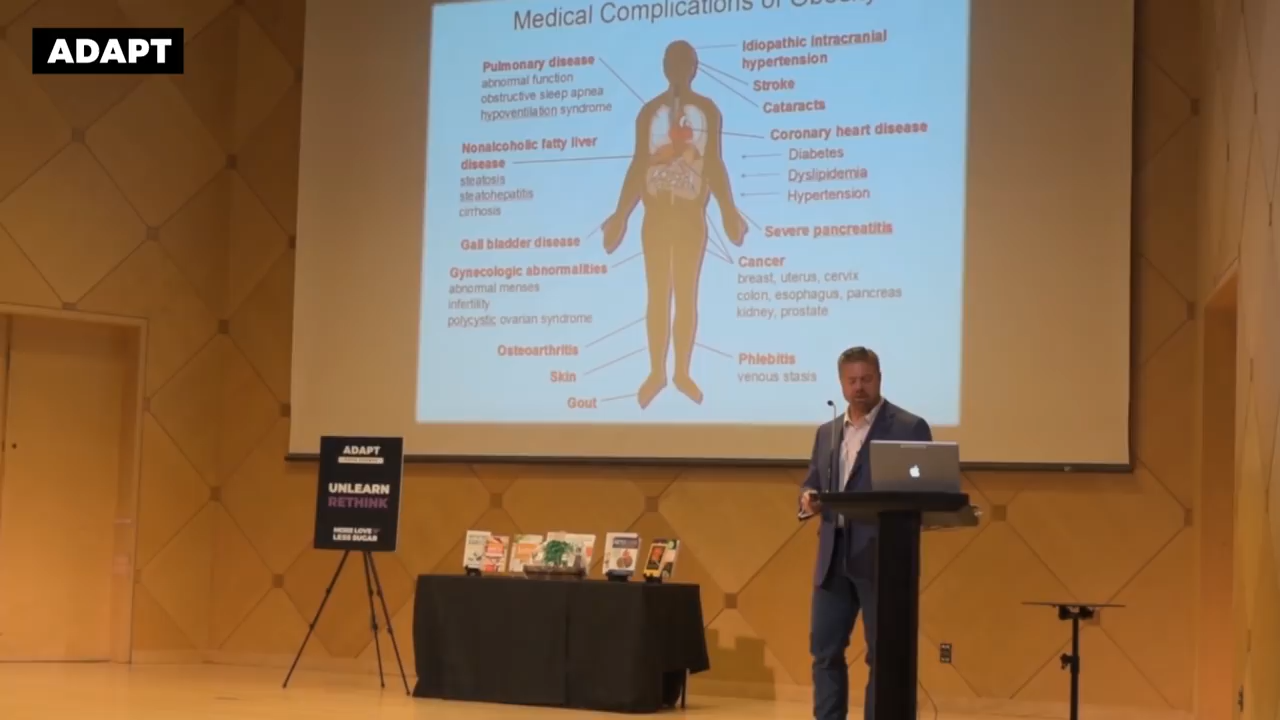 ADAPT
Medical Complications of Obesity
Pulmonary disease
abnormal function
obstructive sleep apnea
hypoventilation syndrome
Nonalcoholic fatty liver
disease
steatosis
steatohepatitis
cirrhosis
Gall bladder disease
Gynecologic abnormalities
abnormal menses
infertility
polycystic ovarian syndrome
Osteoarthritis
Skin
Gout
Idiopathic intracranial
hypertension
Stroke
Cataracts
Coronary heart disease
Diabetes
Dyslipidemia
Hypertension
Severe pancreatitis
Cancer
breast, uterus, cervix
colon, esophagus, pancreas
kidney, prostate
Phlebitis
venous stasis
ADAPT
UNLEARN
RETHINK
MORE LOVE
LESS SUGAR